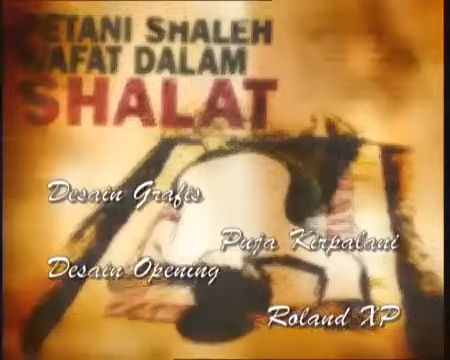 PETANI SHALEH
WAFAT DALAM
SHALAT
Desain Grafis
Puja Kirpalani
Desain Opening
Roland XP